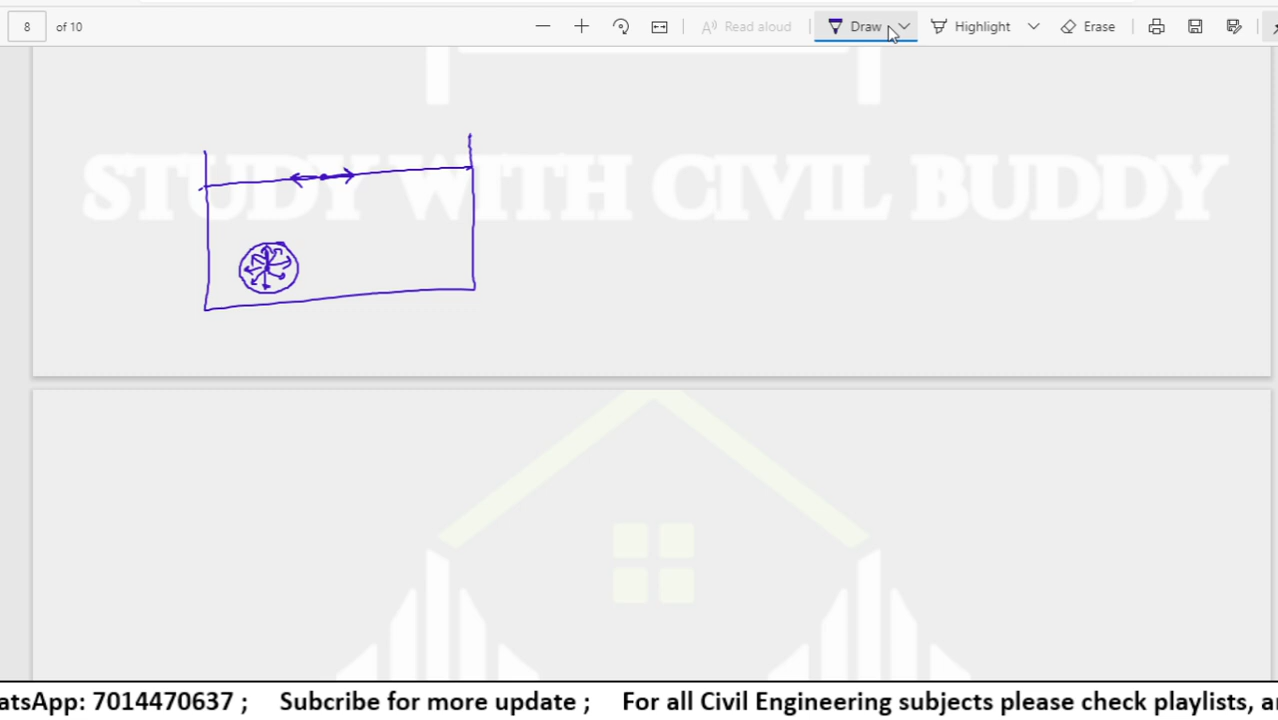 8 of 10 Read aloud Draw Highlight Erase
STUDY WITH CIVIL BUDDY
atsApp: 7014470637 ; Subcribe for more update ; For all Civil Engineering subjects please check playlists, a